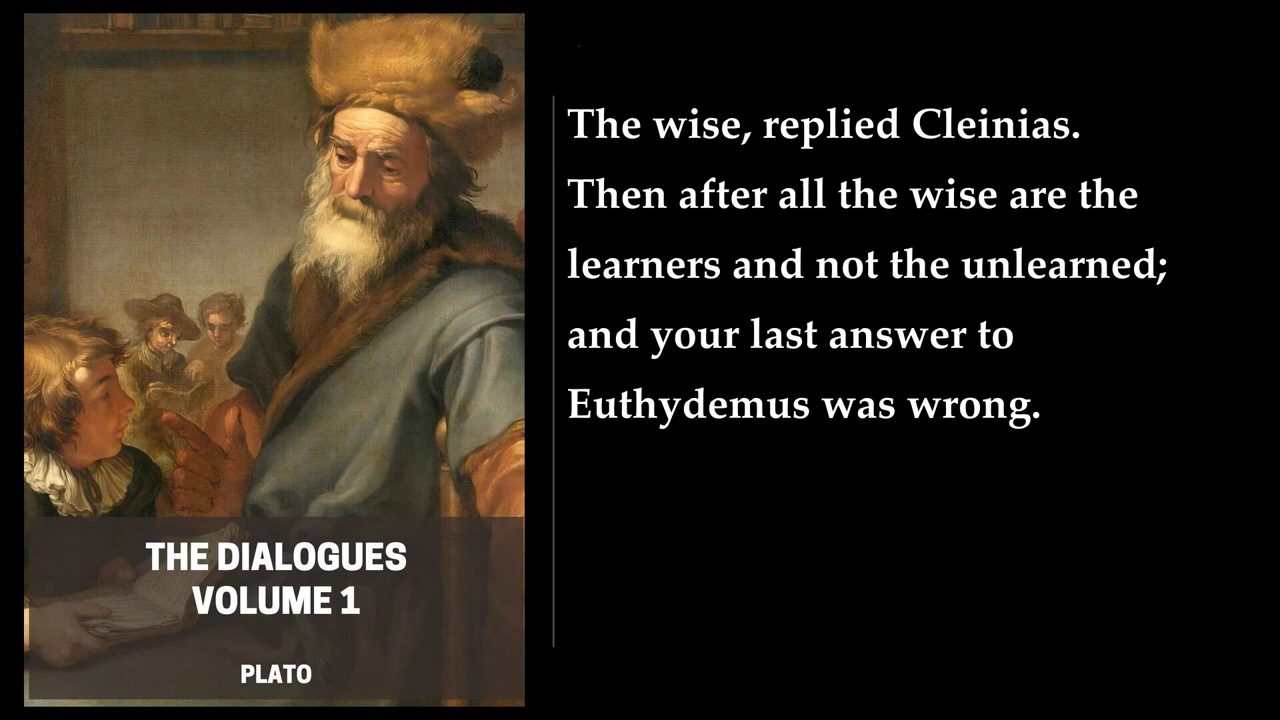 THE DIALOGUES
VOLUME 1
PLATO
The wise, replied Cleinias.
Then after all the wise are the
learners and not the unlearned;
and your last answer to
Euthydemus was wrong.